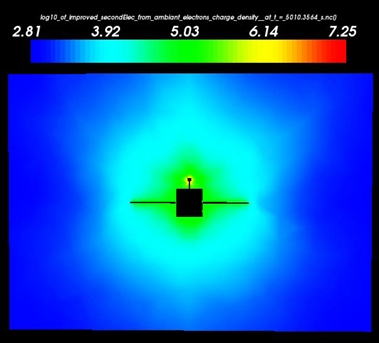 log10_of_Improved_secondElec_from_ambiant_electrons_charge_density__at_t_=_5010.3564_s.nc()
2.81 3.92 5.03 6.14 7.25